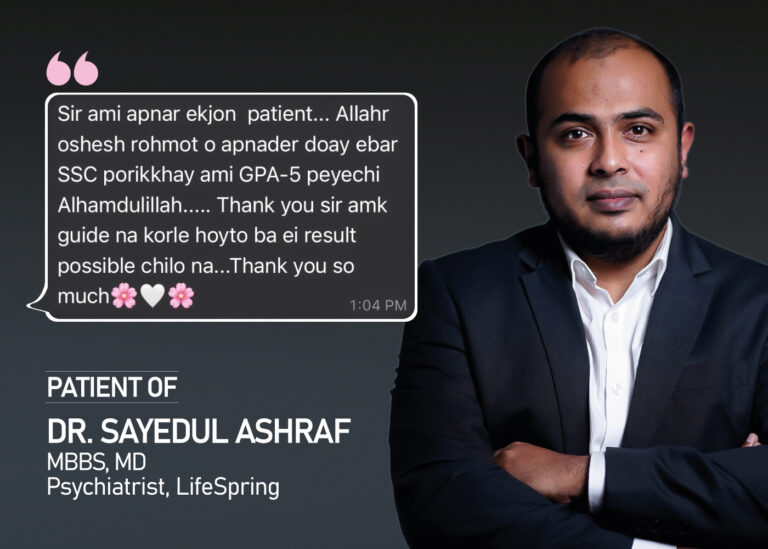 Sir ami apnar ekjon patient... Allahr
oshesh rohmot o apnader doay ebar
SSC porikkhay ami GPA-5 peyechi
Alhamdulillah..... Thank you sir amk
guide na korle hoyto ba ei result
possible chilo na...Thank you so
much🌸🤍🌸
1:04 PM
PATIENT OF
DR. SAYEDUL ASHRAF
MBBS, MD
Psychiatrist, LifeSpring